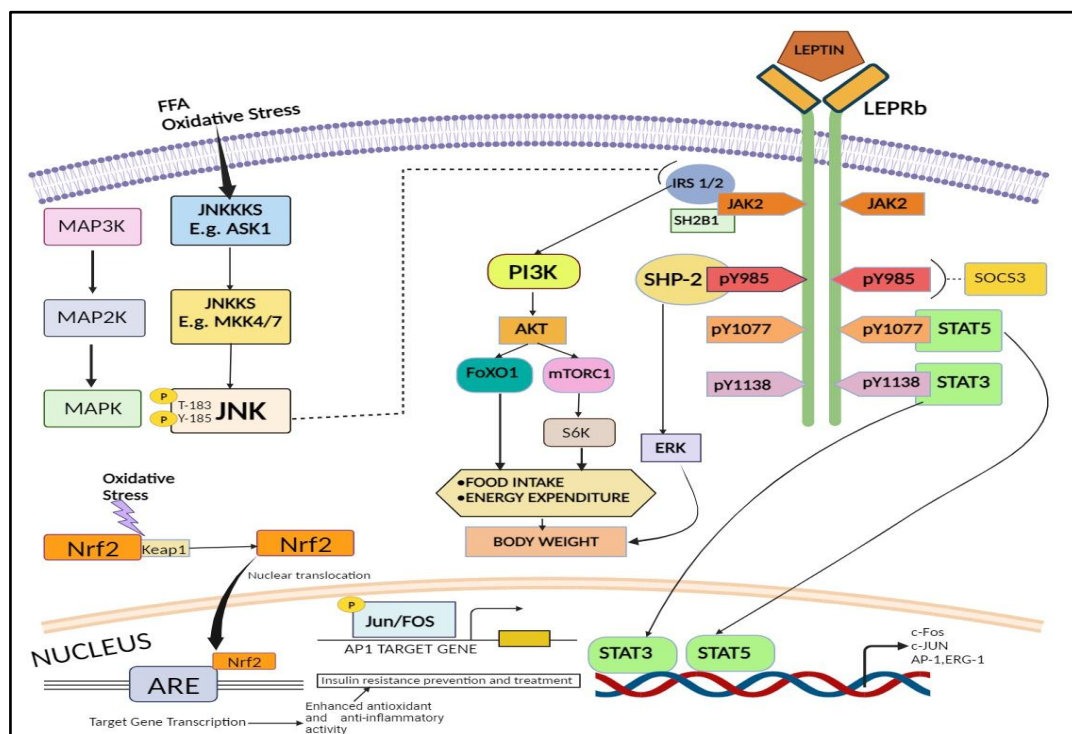 LEPTIN
LEPRb
FFA
Oxidative Stress
MAP3K
MAP2K
MAPK
JNKKKS
E.g. ASK1
JNKKS
E.g. MKK4/7
P
P
T-183
Y-185
JNK
IRS 1/2
SH2B1
JAK2
JAK2
PI3K
AKT
FoXO1
mTORC1
S6K
SHP-2
pY985
pY985
SOCS3
pY1077
pY1077
STAT5
pY1138
pY1138
STAT3
ERK
•FOOD INTAKE
•ENERGY EXPENDITURE
BODY WEIGHT
Oxidative
Stress
Nrf2
Keap1
Nrf2
Nuclear translocation
NUCLEUS
Nrf2
ARE
Target Gene Transcription
P
Jun/FOS
AP1 TARGET GENE
Insulin resistance prevention and treatment
Enhanced antioxidant
and anti-inflammatory
activity
STAT3
STAT5
c-Fos
c-JUN
AP-1,ERG-1